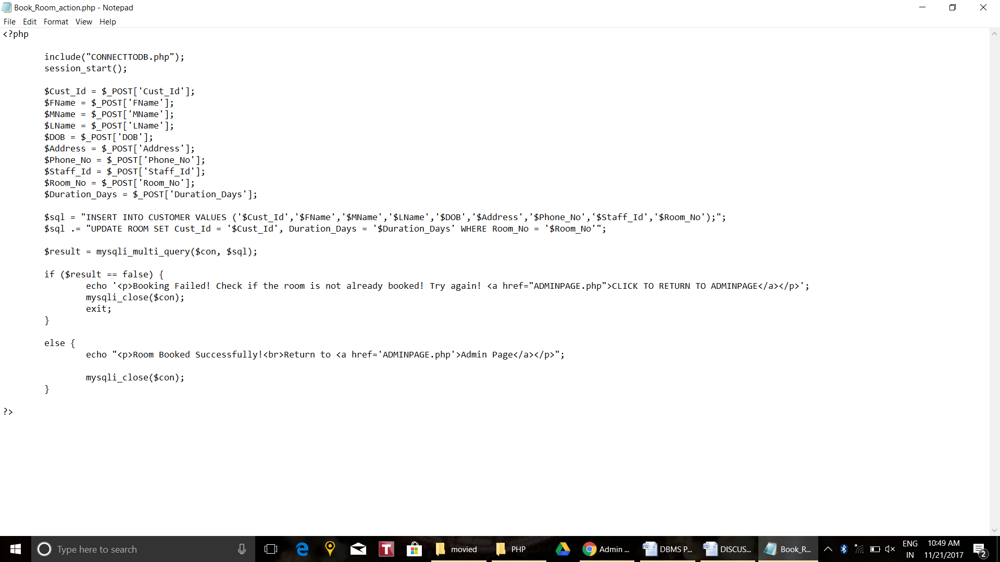 Book_Room_action.php - Notepad
File Edit Format View Help
<?php
include("CONNECTTODB.php");
session_start();
$Cust_Id = $_POST['Cust_Id'];
$FName = $_POST['FName'];
$MName = $_POST['MName'];
$LName = $_POST['LName'];
$DOB = $_POST['DOB'];
$Address = $_POST['Address'];
$Phone_No = $_POST['Phone_No'];
$Staff_Id = $_POST['Staff_Id'];
$Room_No = $_POST['Room_No'];
$Duration_Days = $_POST['Duration_Days'];
$sql = "INSERT INTO CUSTOMER VALUES ('$Cust_Id','$FName','$MName','$LName','$DOB','$Address','$Phone_No','$Staff_Id','$Room_No');";
$sql .= "UPDATE ROOM SET Cust_Id = '$Cust_Id', Duration_Days = '$Duration_Days' WHERE Room_No = '$Room_No'";
$result = mysqli_multi_query($con, $sql);
if ($result == false) {
echo '<p>Booking Failed! Check if the room is not already booked! Try again! <a href="ADMINPAGE.php">CLICK TO RETURN TO ADMINPAGE</a></p>';
mysqli_close($con);
exit;
}
else {
echo "<p>Room Booked Successfully!<br>Return to <a href='ADMINPAGE.php'>Admin Page</a></p>";
mysqli_close($con);
}
?>
Type here to search
T
movied
PHP
Admin ...
DBMS P...
DISCUS...
Book_R...
ENG
IN
10:49 AM
11/21/2017
2